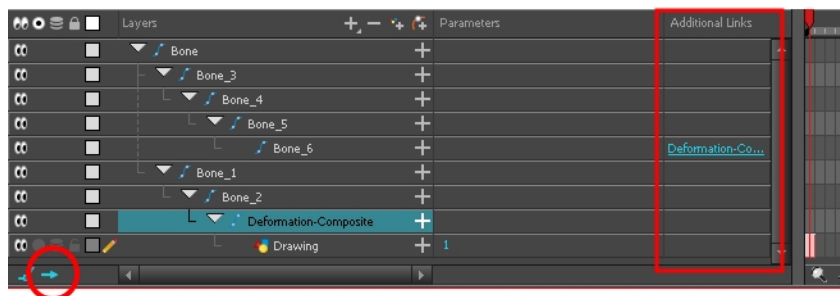 Layers Parameters Additional Links
Bone
Bone_3
Bone_4
Bone_5
Bone_6 Deformation-Co...
Bone_1
Bone_2
Deformation-Composite
Drawing 1